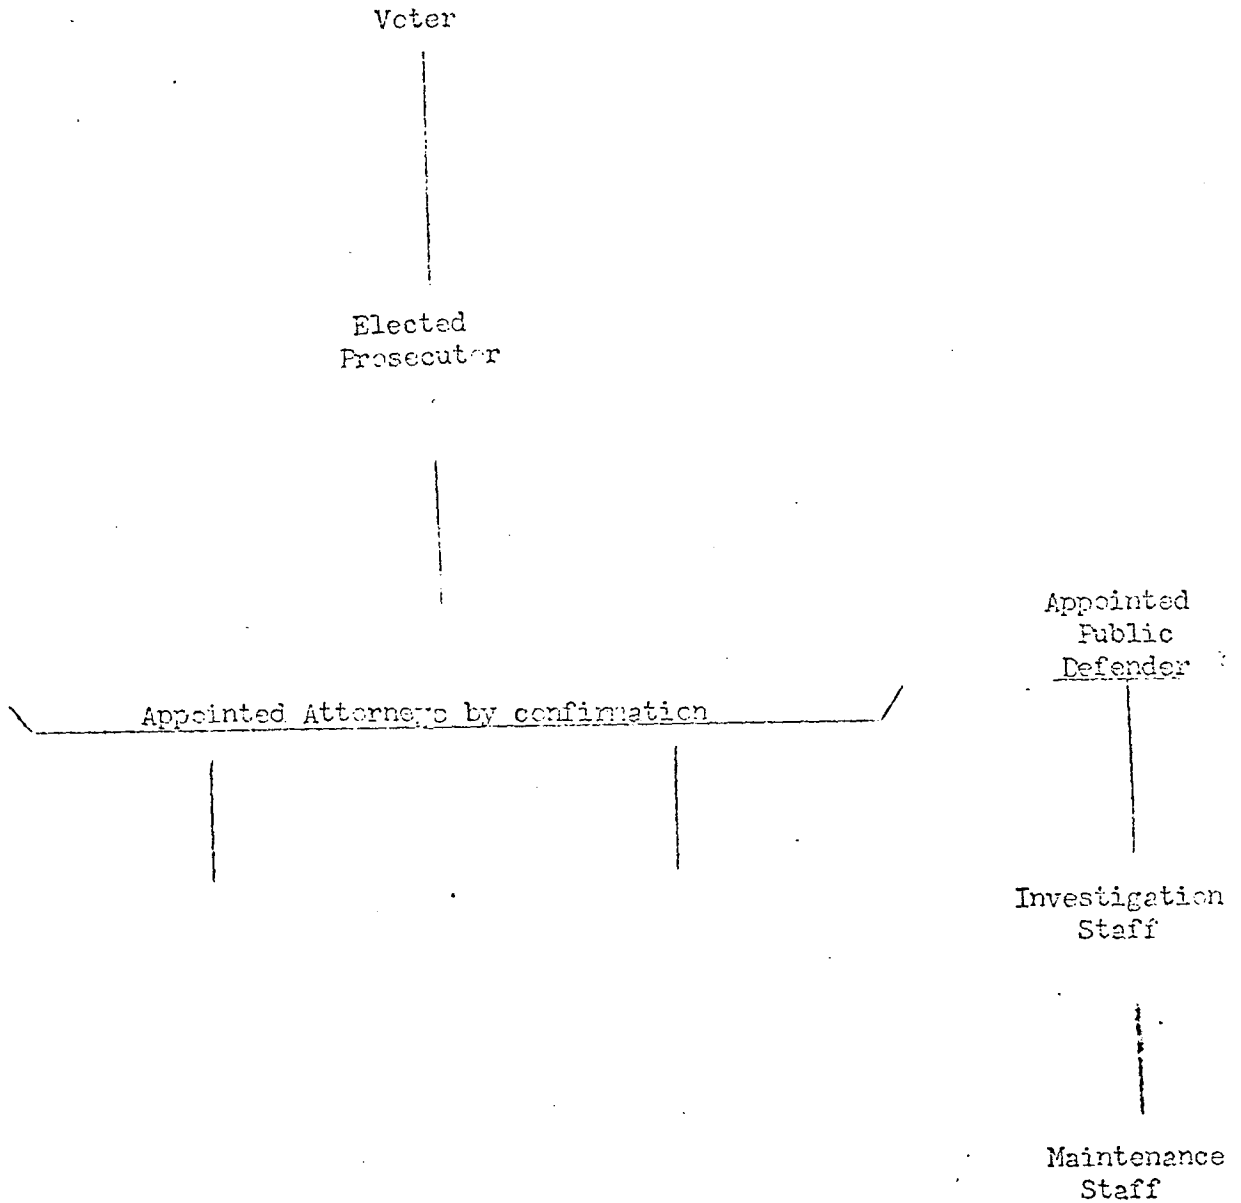 Voter
Elected
Prosecutor
Appointed
Public
Defender
Appointed Attorneys by confirmation
Investigation
Staff
Maintenance
Staff